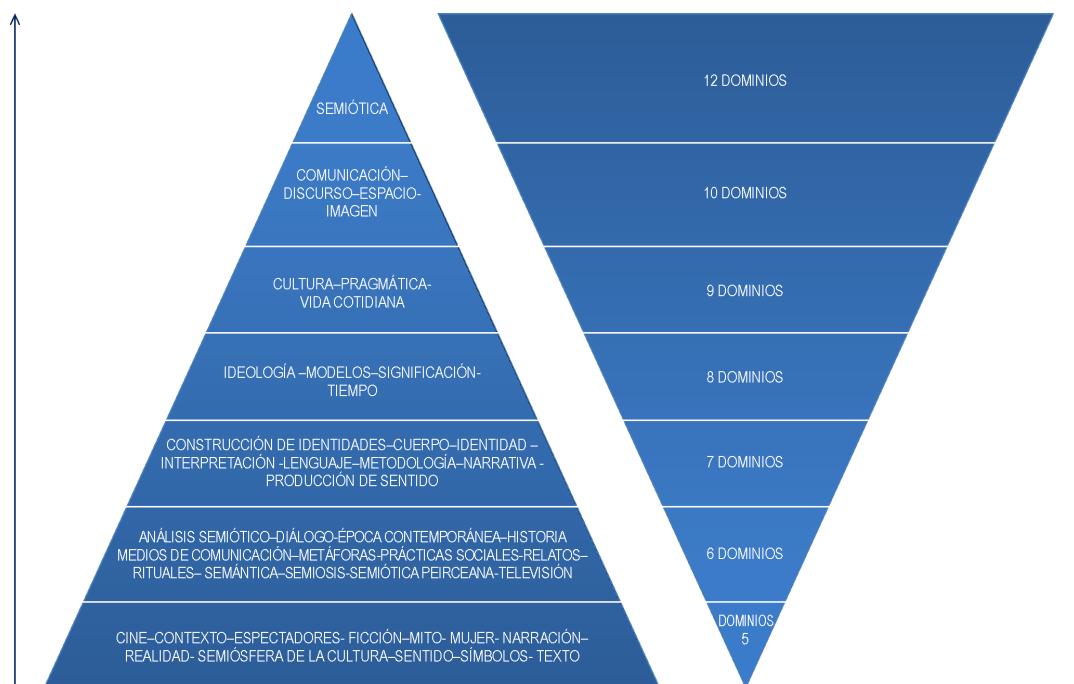 SEMIÓTICA
12 DOMINIOS
COMUNICACIÓN–
DISCURSO–ESPACIO-
IMAGEN
10 DOMINIOS
CULTURA–PRAGMÁTICA-
VIDA COTIDIANA
9 DOMINIOS
IDEOLOGÍA –MODELOS–SIGNIFICACIÓN-
TIEMPO
8 DOMINIOS
CONSTRUCCIÓN DE IDENTIDADES–CUERPO–IDENTIDAD –
INTERPRETACIÓN -LENGUAJE–METODOLOGÍA–NARRATIVA -
PRODUCCIÓN DE SENTIDO
7 DOMINIOS
ANÁLISIS SEMIÓTICO–DIÁLOGO-ÉPOCA CONTEMPORÁNEA–HISTORIA
MEDIOS DE COMUNICACIÓN–METÁFORAS-PRÁCTICAS SOCIALES-RELATOS–
RITUALES– SEMÁNTICA–SEMIOSIS-SEMIÓTICA PEIRCEANA-TELEVISIÓN
6 DOMINIOS
CINE–CONTEXTO–ESPECTADORES- FICCIÓN–MITO- MUJER- NARRACIÓN–
REALIDAD- SEMIÓSFERA DE LA CULTURA–SENTIDO–SÍMBOLOS- TEXTO
DOMINIOS
5